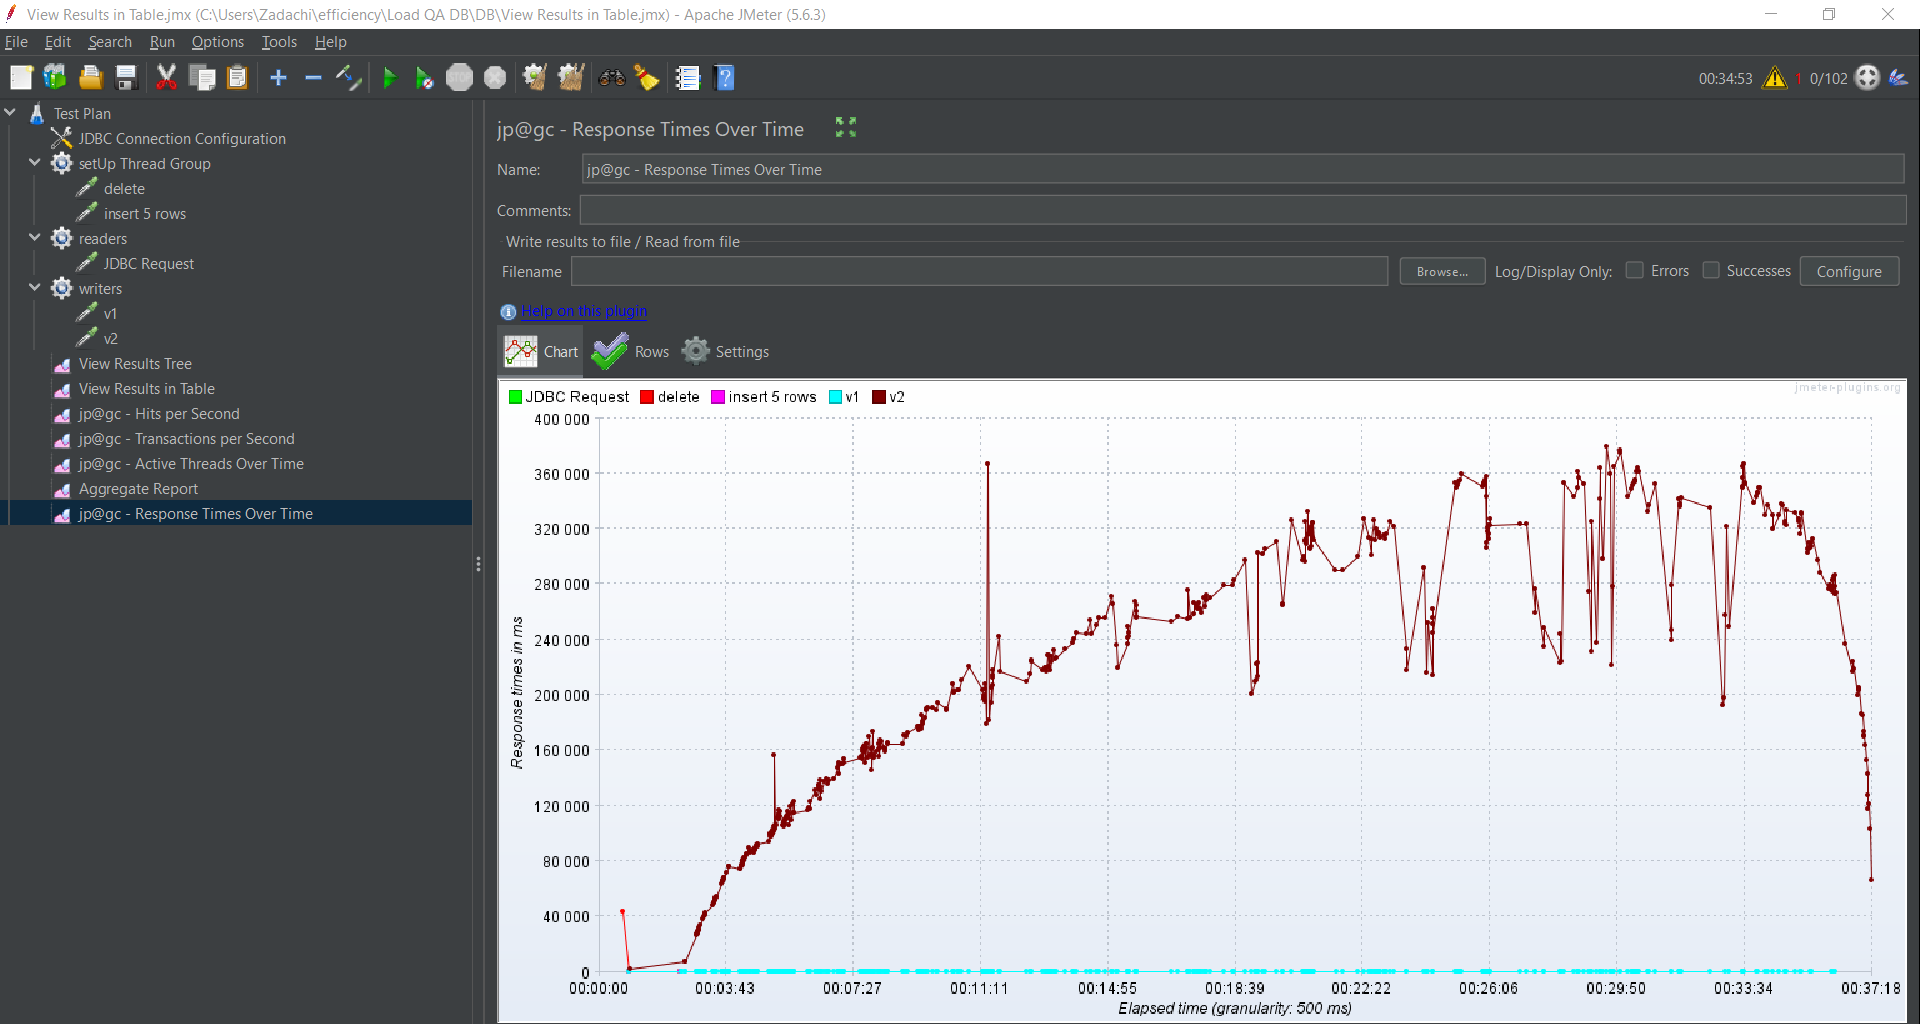 View Results in Table.jmx (C:\Users\Zadachi\efficiency\Load QA DB\DB\View Results in Table.jmx) - Apache JMeter (5.6.3)
File Edit Search Run Options Tools Help
STOP
00:34:53 1 0/102
Test Plan
JDBC Connection Configuration
setUp Thread Group
delete
insert 5 rows
readers
JDBC Request
writers
v1
v2
View Results Tree
View Results in Table
jp@gc - Hits per Second
jp@gc - Transactions per Second
jp@gc - Active Threads Over Time
Aggregate Report
jp@gc - Response Times Over Time
jp@gc - Response Times Over Time
Name: jp@gc - Response Times Over Time
Comments:
Write results to file / Read from file
Filename Browse... Log/Display Only: Errors Successes Configure
Help on this plugin
Chart Rows Settings
jmeter-plugins.org
JDBC Request delete insert 5 rows v1 v2
400 000
360 000
320 000
280 000
240 000
200 000
160 000
120 000
80 000
40 000
0
Response times in ms
00:00:00 00:03:43 00:07:27 00:11:11 00:14:55 00:18:39 00:22:22 00:26:06 00:29:50 00:33:34 00:37:18
Elapsed time (granularity: 500 ms)